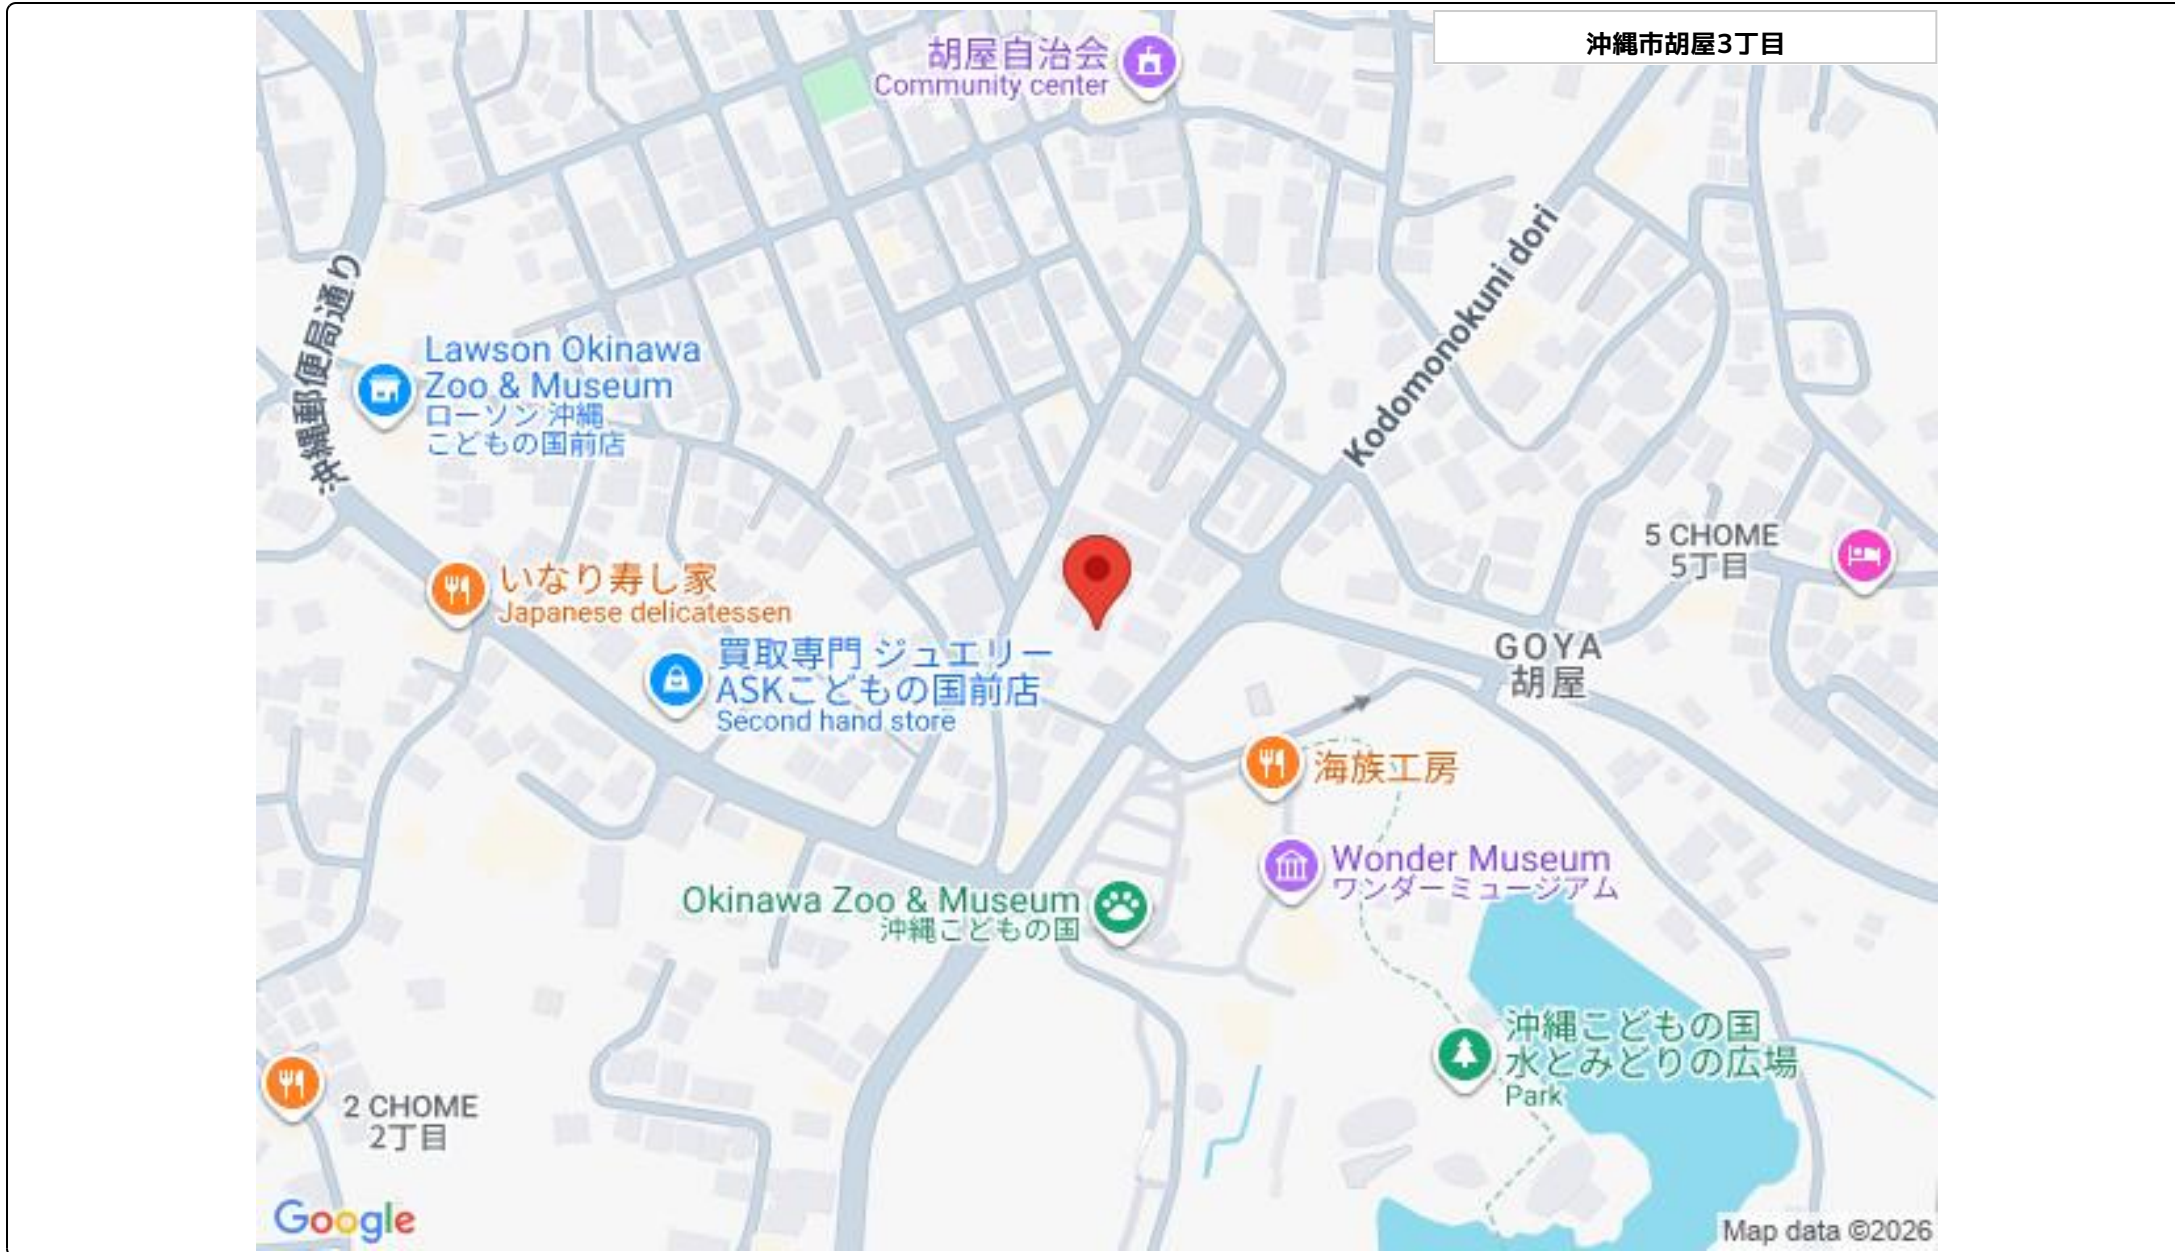 沖縄市胡屋3丁目
胡屋自治会
Community center
Kodomonokuni dori
沖縄郵便局通り
Lawson Okinawa
Zoo & Museum
ローソン 沖縄
こどもの国前店
5 CHOME
5丁目
いなり寿し家
Japanese delicatessen
GOYA
胡屋
買取専門 ジュエリー
ASKこどもの国前店
Second hand store
海族工房
Wonder Museum
ワンダーミュージアム
Okinawa Zoo & Museum
沖縄こどもの国
沖縄こどもの国
水とみどりの広場
Park
2 CHOME
2丁目
Google
Map data ©2026